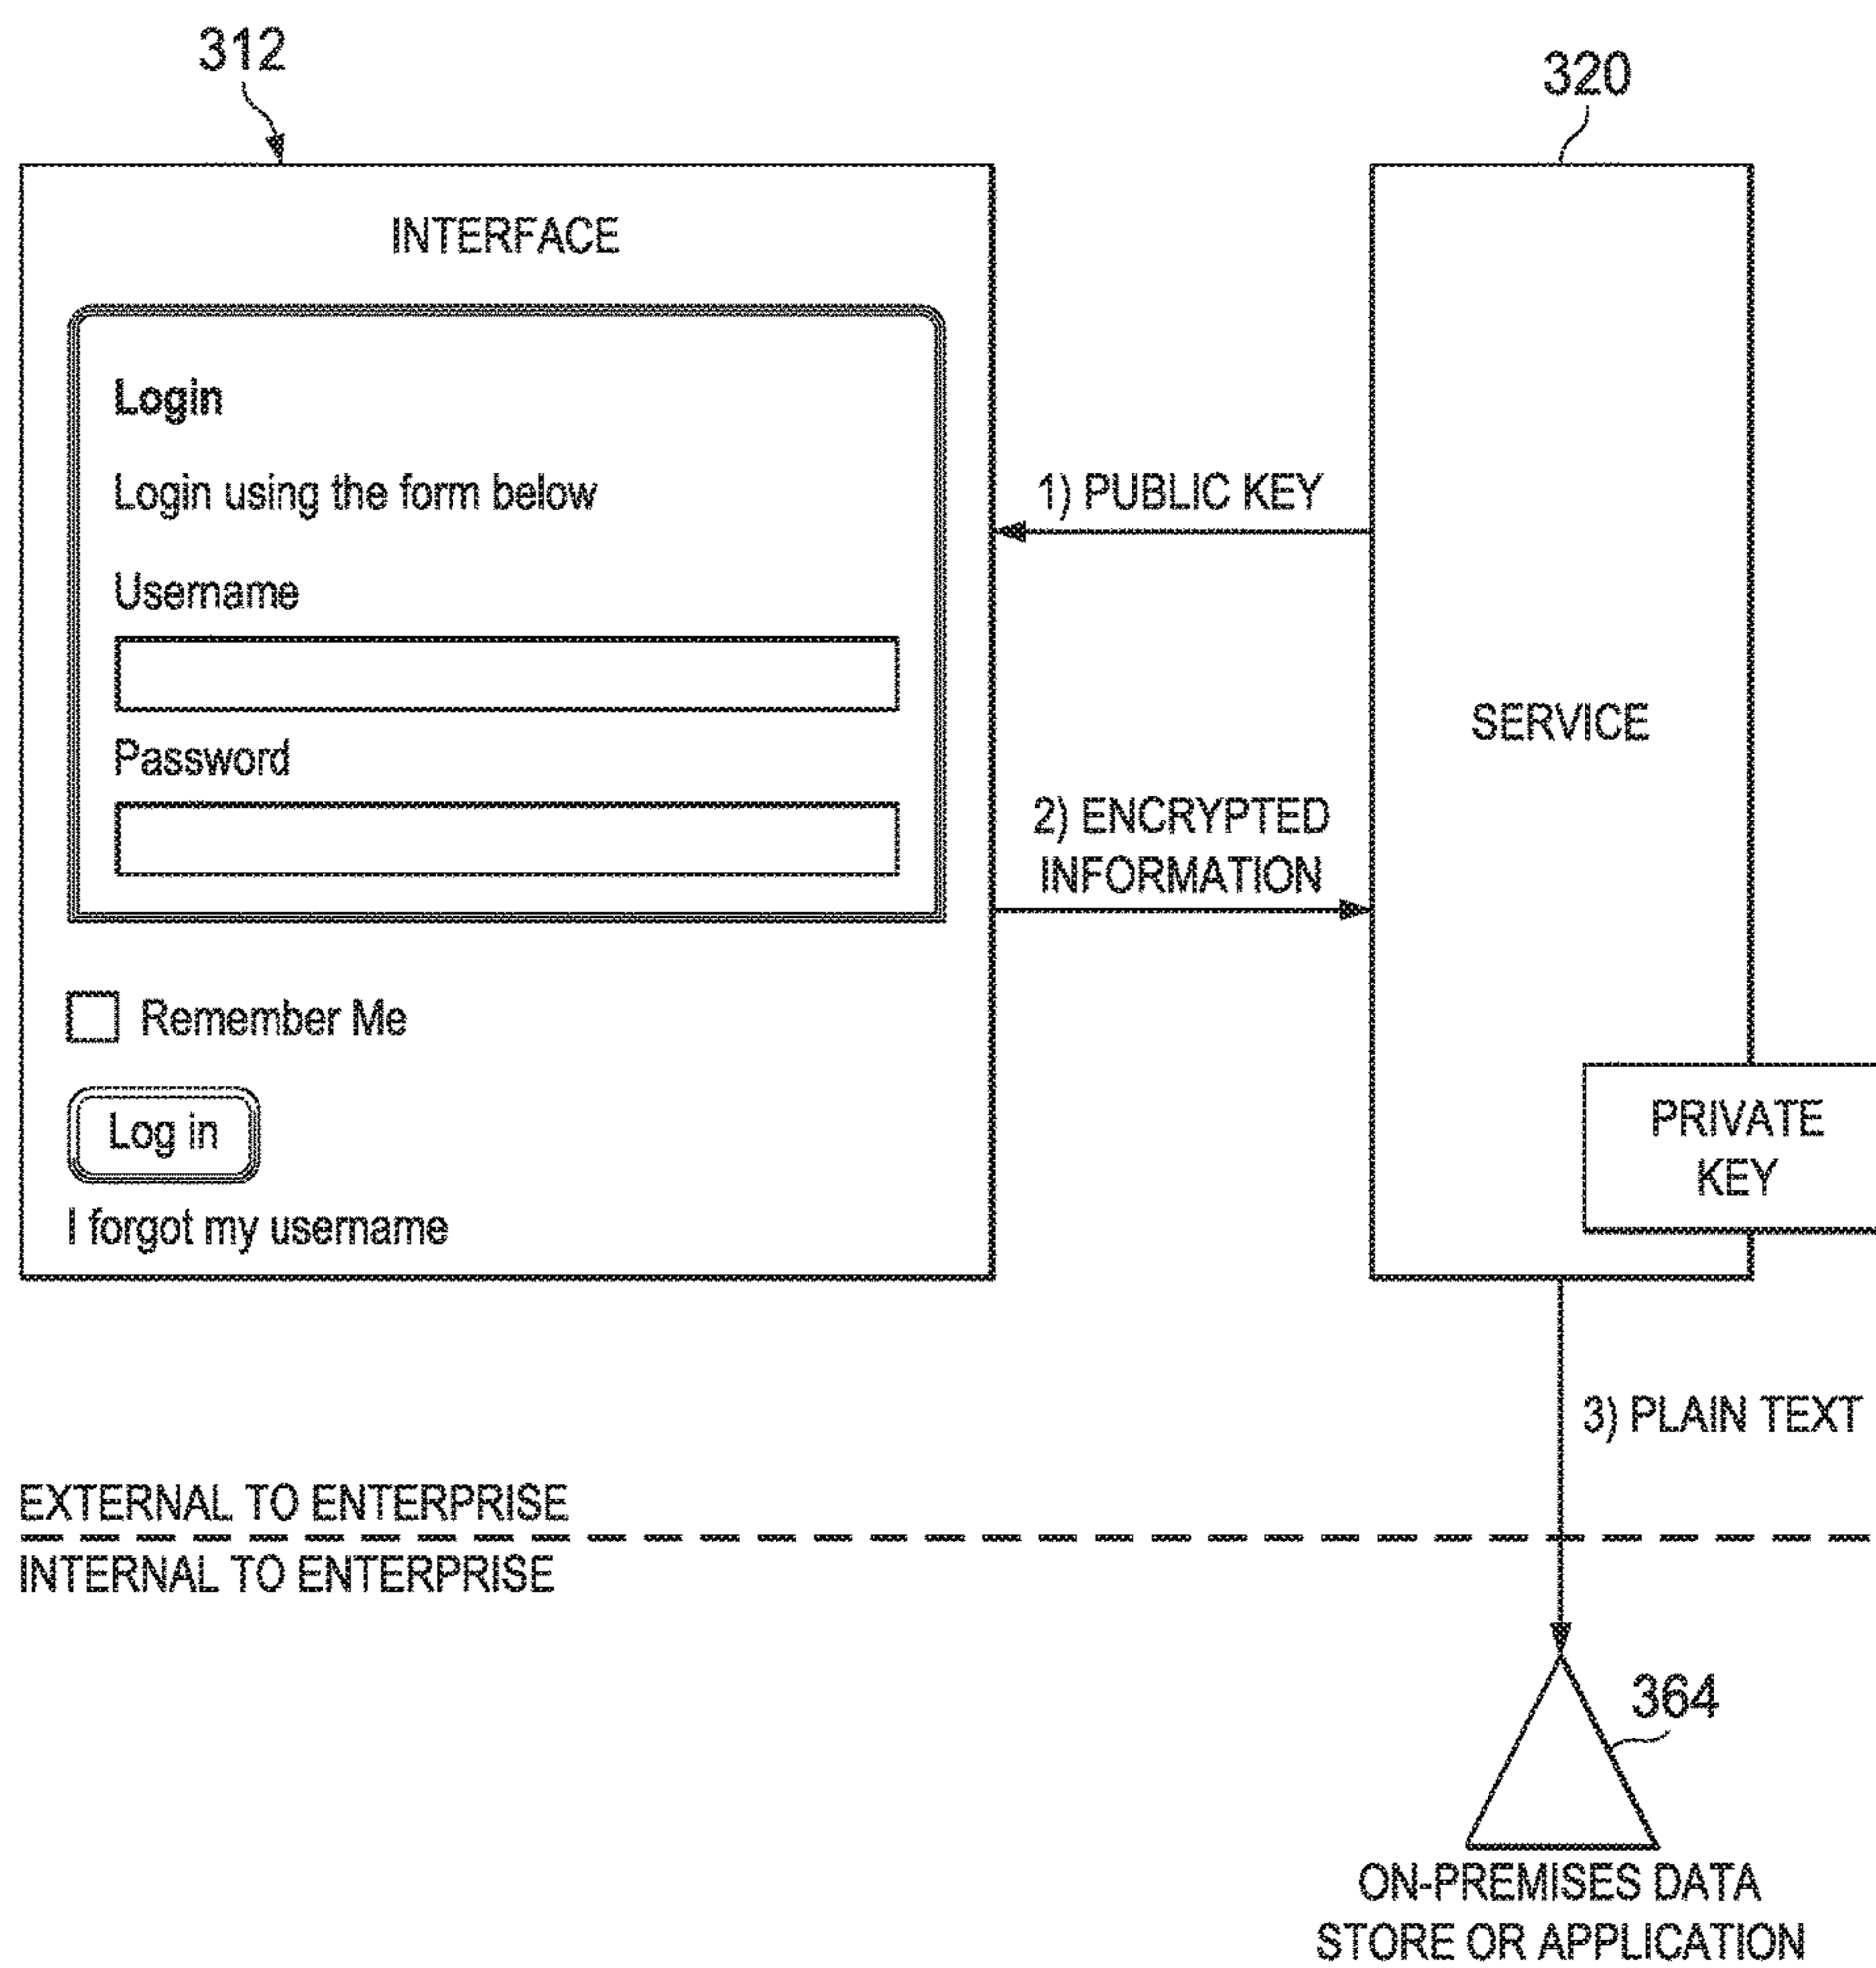 312
320
INTERFACE
Login
Login using the form below
Username
Password
Remember Me
Log in
I forgot my username
1) PUBLIC KEY
2) ENCRYPTED
INFORMATION
SERVICE
PRIVATE
KEY
3) PLAIN TEXT
EXTERNAL TO ENTERPRISE
INTERNAL TO ENTERPRISE
364
ON-PREMISES DATA
STORE OR APPLICATION